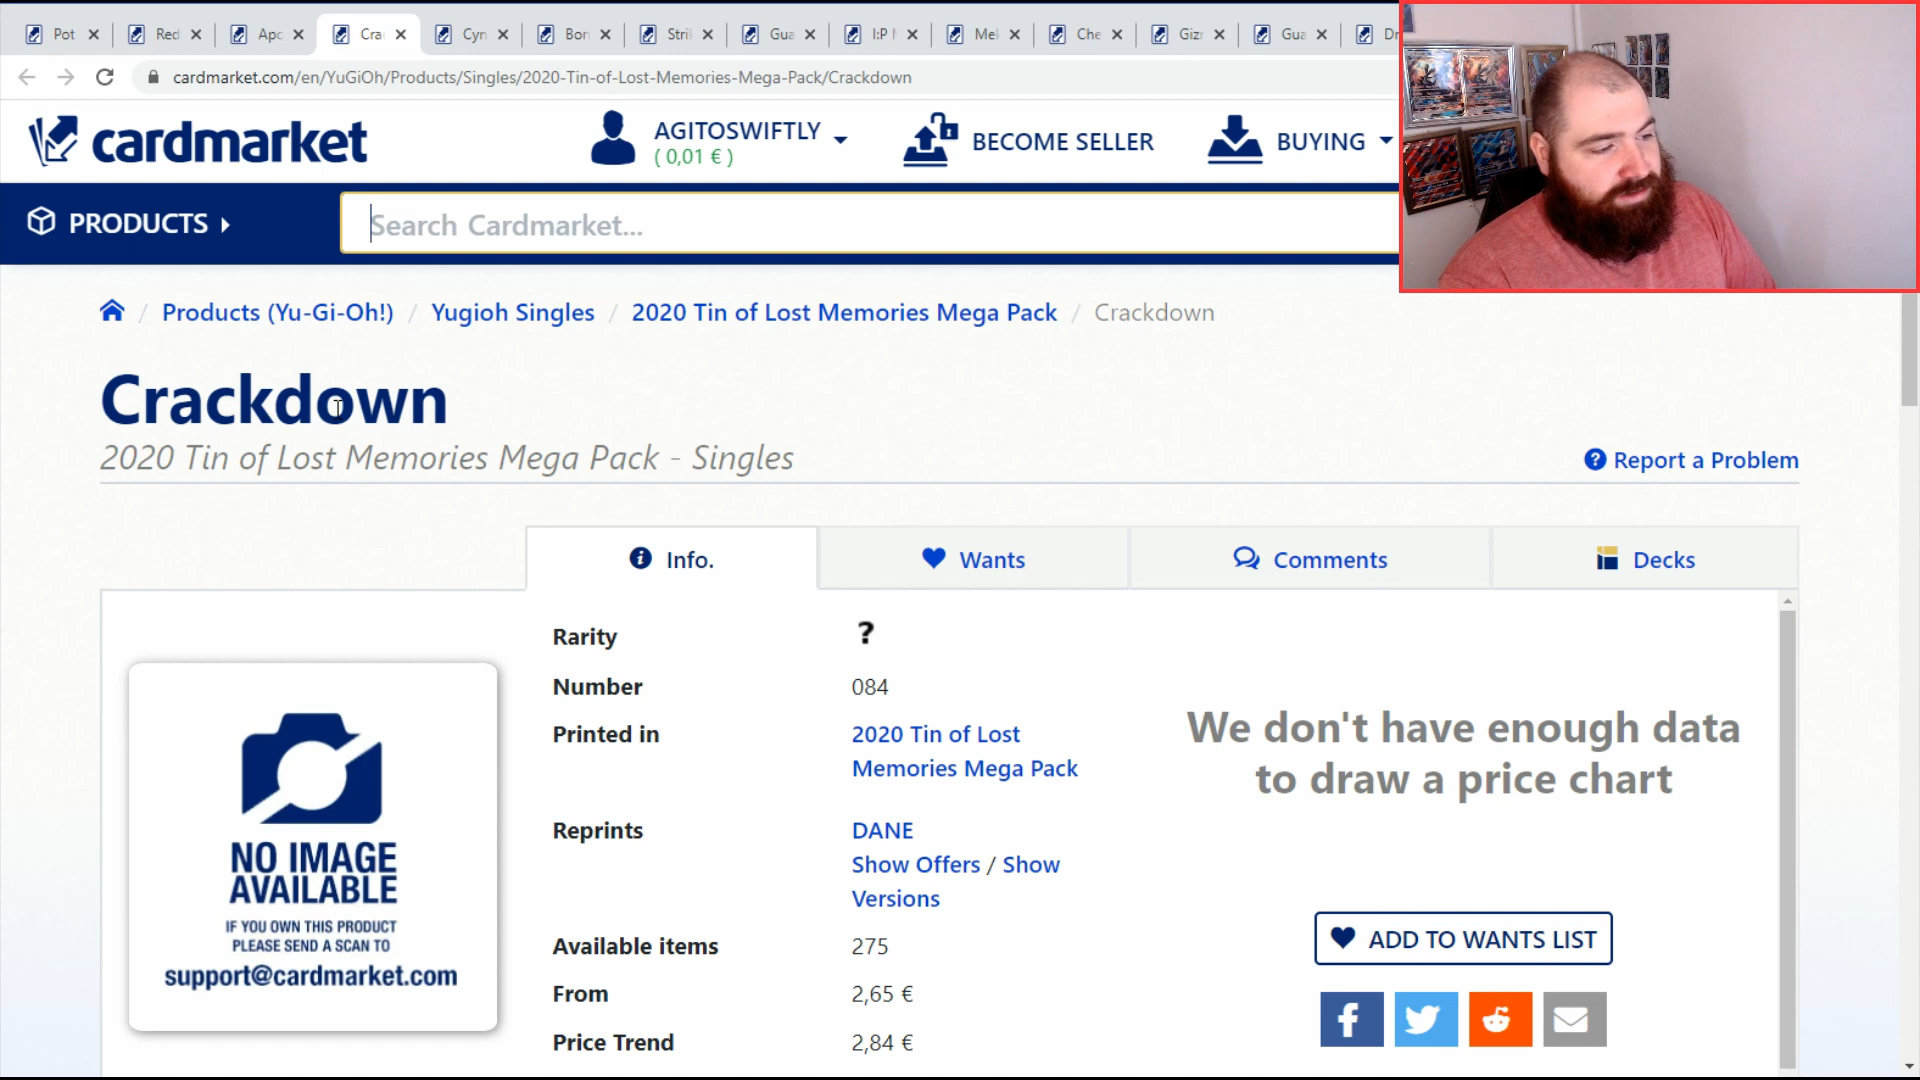 Pot
Red
Apo
Cra
Cyn
Bor
Stri
Gua
I:P
Mel
Che
Giz
Gua
cardmarket.com/en/YuGiOh/Products/Singles/2020-Tin-of-Lost-Memories-Mega-Pack/Crackdown
cardmarket
AGITOSWIFTLY
( 0,01 € )
BECOME SELLER
BUYING
PRODUCTS
Search Cardmarket...
/ Products (Yu-Gi-Oh!) / Yugioh Singles / 2020 Tin of Lost Memories Mega Pack / Crackdown
Crackdown
2020 Tin of Lost Memories Mega Pack - Singles
Report a Problem
Info.
Wants
Comments
Decks
NO IMAGE
AVAILABLE
IF YOU OWN THIS PRODUCT
PLEASE SEND A SCAN TO
support@cardmarket.com
Rarity ?
Number 084
Printed in 2020 Tin of Lost
Memories Mega Pack
Reprints DANE
Show Offers / Show
Versions
Available items 275
From 2,65 €
Price Trend 2,84 €
We don't have enough data
to draw a price chart
ADD TO WANTS LIST